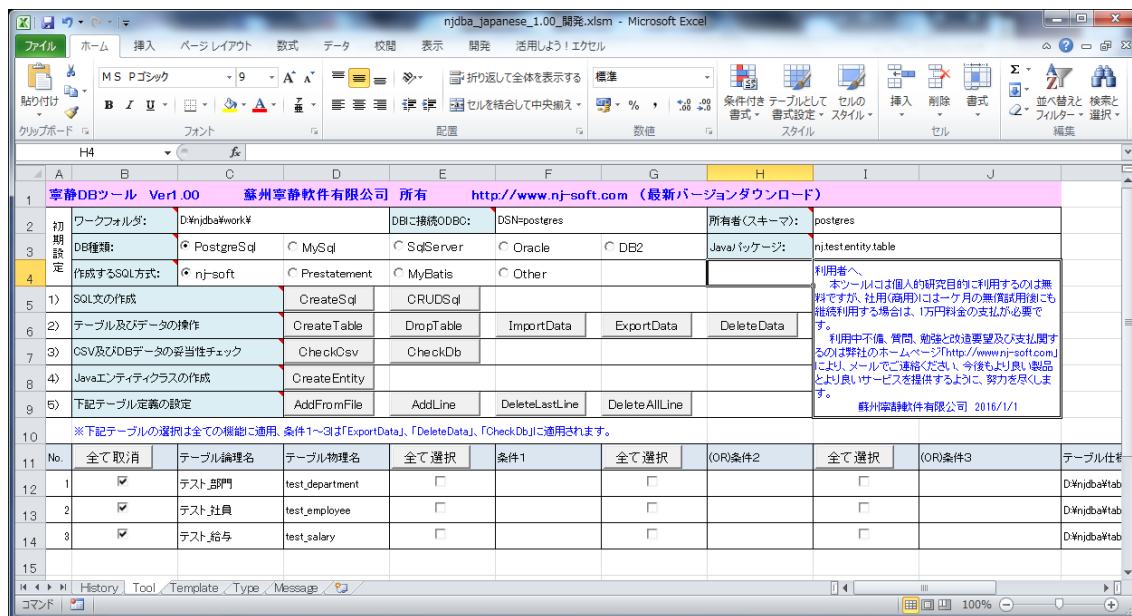 njdba_japanese_1.00_開発.xlsm - Microsoft Excel
ファイル ホーム 挿入 ページ レイアウト 数式 データ 校閲 表示 開発 活用しよう！エクセル
貼り付け MS Pゴシック 9 折り返して全体を表示する 標準
B I U セルを結合して中央揃え % , 条件付き書式 テーブルとして書式設定 セルのスタイル 挿入 削除 書式 並べ替えとフィルター 検索と選択
クリップボード フォント 配置 数値 スタイル セル 編集
H4 fx
A B C D E F G H I J
1 寧静DBツール Ver1.00 蘇州寧静軟件有限公司 所有 http://www.nj-soft.com （最新バージョンダウンロード）
初期設定
2 ワークフォルダ: D:¥njdba¥work¥ DBに接続ODBC: DSN=postgres 所有者(スキーマ): postgres
3 DB種類: PostgreSql MySql SqlServer Oracle DB2 Javaパッケージ: nj.test.entity.table
4 作成するSQL方式: nj-soft Prestatement MyBatis Other
5 1) SQL文の作成 CreateSql CRUDSql
6 2) テーブル及びデータの操作 CreateTable DropTable ImportData ExportData DeleteData
7 3) CSV及びDBデータの妥当性チェック CheckCsv CheckDb
8 4) Javaエンティティクラスの作成 CreateEntity
9 5) 下記テーブル定義の設定 AddFromFile AddLine DeleteLastLine DeleteAllLine
利用者へ、
本ツールには個人的研究目的に利用するのは無
料ですが、社用(商用)には一ケ月の無償試用後にも
継続利用する場合は、1万円料金の支払が必要で
す。
利用中不備、質問、勉強と改造要望及び支払関す
るのは弊社のホームページ「http://www.nj-soft.com」
により、メールでご連絡ください、今後もより良い製品
とより良いサービスを提供するように、努力を尽くしま
す。
蘇州寧静軟件有限公司 2016/1/1
10 ※下記テーブルの選択は全ての機能に適用、条件1～3は「ExportData」、「DeleteData」、「CheckDb」に適用されます。
11 No. 全て取消 テーブル論理名 テーブル物理名 全て選択 条件1 全て選択 (OR)条件2 全て選択 (OR)条件3 テーブル仕様
12 1 テスト_部門 test_department D:¥njdba¥tab
13 2 テスト_社員 test_employee D:¥njdba¥tab
14 3 テスト_給与 test_salary D:¥njdba¥tab
15
History Tool Template Type Message
コマンド 100%